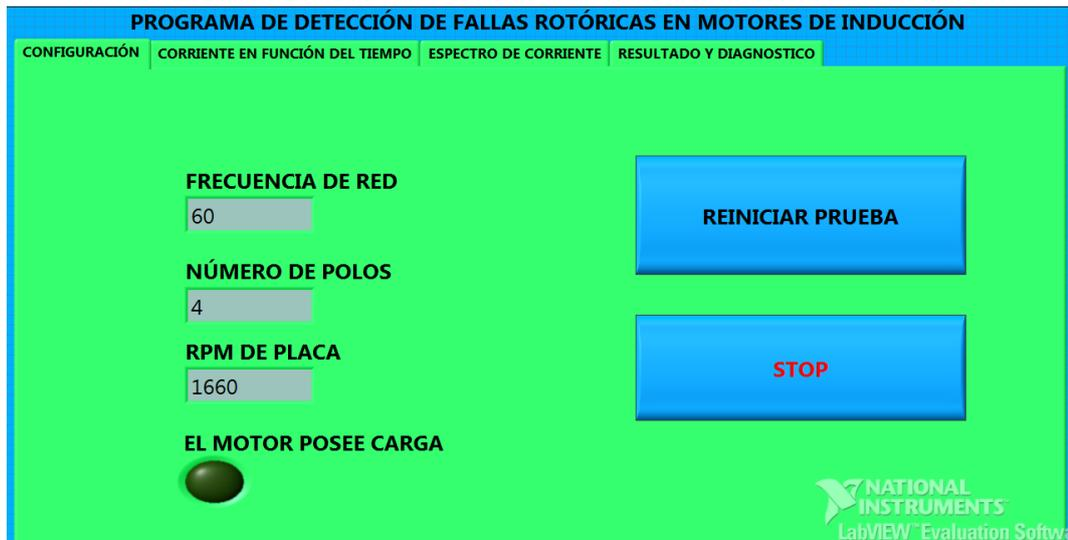 PROGRAMA DE DETECCIÓN DE FALLAS ROTÓRICAS EN MOTORES DE INDUCCIÓN
CONFIGURACIÓN CORRIENTE EN FUNCIÓN DEL TIEMPO ESPECTRO DE CORRIENTE RESULTADO Y DIAGNOSTICO
FRECUENCIA DE RED
60
NÚMERO DE POLOS
4
RPM DE PLACA
1660
EL MOTOR POSEE CARGA
REINICIAR PRUEBA
STOP
NATIONAL
INSTRUMENTS
LabVIEW™ Evaluation Softwa